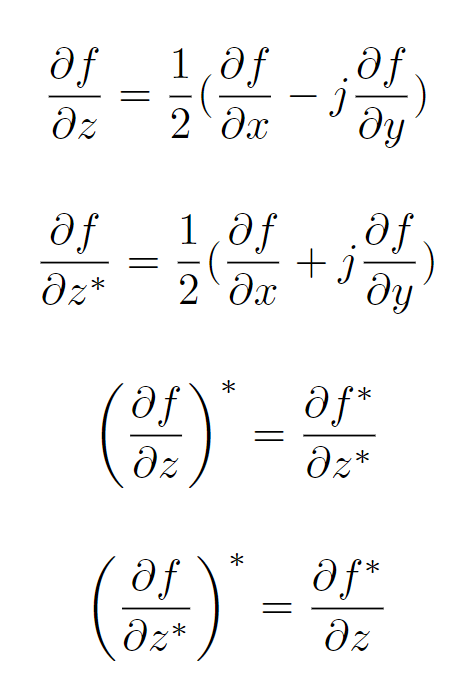 ∂f/∂z = 1/2(∂f/∂x − j ∂f/∂y)
∂f/∂z* = 1/2(∂f/∂x + j ∂f/∂y)
(∂f/∂z)* = ∂f*/∂z*
(∂f/∂z*)* = ∂f*/∂z